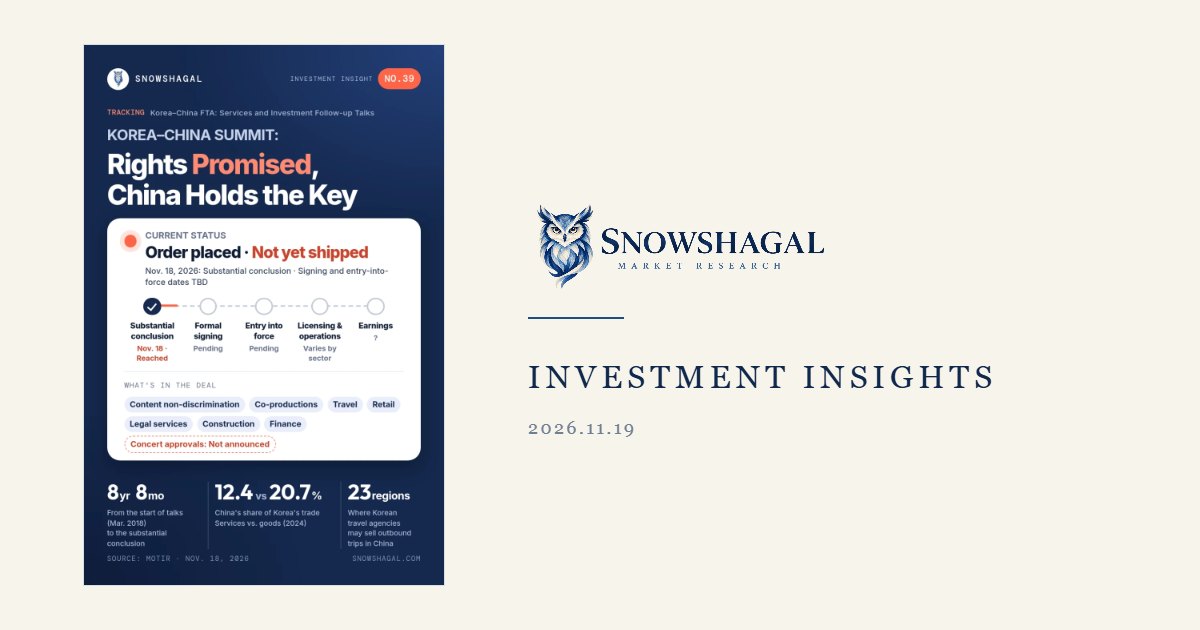 SNOWSHAGAL
INVESTMENT INSIGHT NO.39
TRACKING Korea–China FTA: Services and Investment Follow-up Talks
KOREA–CHINA SUMMIT:
Rights Promised,
China Holds the Key
CURRENT STATUS
Order placed · Not yet shipped
Nov. 18, 2026: Substantial conclusion · Signing and entry-into-
force dates TBD
Substantial
conclusion
Nov. 18 ·
Reached
Formal
signing
Pending
Entry into
force
Pending
Licensing &
operations
Varies by
sector
Earnings
?
WHAT'S IN THE DEAL
Content non-discrimination Co-productions Travel Retail
Legal services Construction Finance
Concert approvals: Not announced
8yr 8mo
From the start of talks
(Mar. 2018)
to the substantial
conclusion
12.4 vs 20.7%
China's share of Korea's trade
Services vs. goods (2024)
23regions
Where Korean
travel agencies
may sell outbound
trips in China
SOURCE: MOTIR · NOV. 18, 2026
SNOWSHAGAL.COM
SNOWSHAGAL
MARKET RESEARCH
INVESTMENT INSIGHTS
2026.11.19